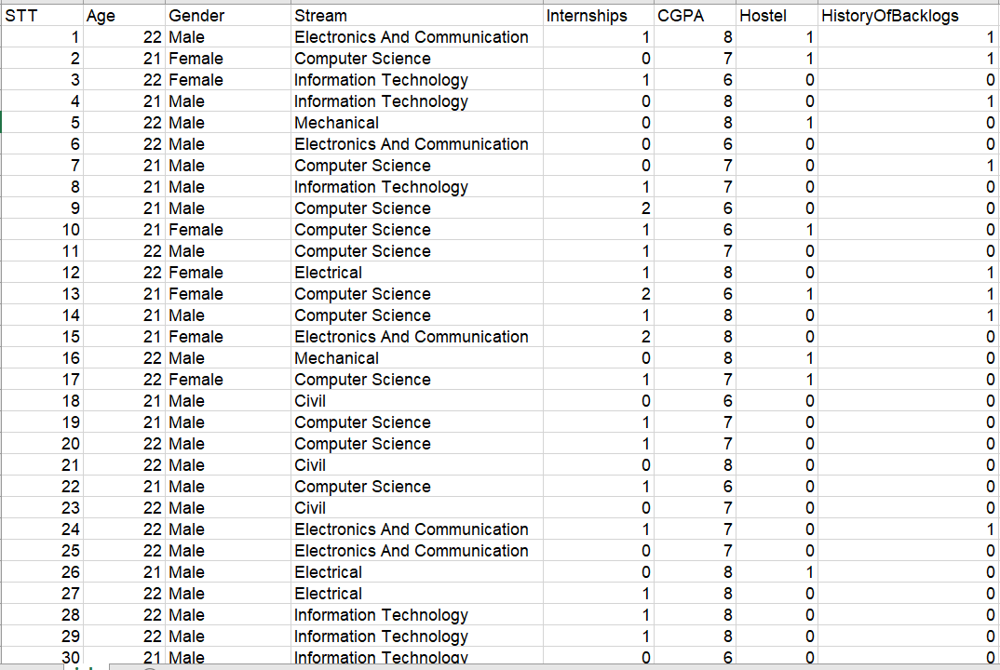 STT Age Gender Stream Internships CGPA Hostel HistoryOfBacklogs
1 22 Male Electronics And Communication 1 8 1 1
2 21 Female Computer Science 0 7 1 1
3 22 Female Information Technology 1 6 0 0
4 21 Male Information Technology 0 8 0 1
5 22 Male Mechanical 0 8 1 0
6 22 Male Electronics And Communication 0 6 0 0
7 21 Male Computer Science 0 7 0 1
8 21 Male Information Technology 1 7 0 0
9 21 Male Computer Science 2 6 0 0
10 21 Female Computer Science 1 6 1 0
11 22 Male Computer Science 1 7 0 0
12 22 Female Electrical 1 8 0 1
13 21 Female Computer Science 2 6 1 1
14 21 Male Computer Science 1 8 0 1
15 21 Female Electronics And Communication 2 8 0 0
16 22 Male Mechanical 0 8 1 0
17 22 Female Computer Science 1 7 1 0
18 21 Male Civil 0 6 0 0
19 21 Male Computer Science 1 7 0 0
20 22 Male Computer Science 1 7 0 0
21 22 Male Civil 0 8 0 0
22 21 Male Computer Science 1 6 0 0
23 22 Male Civil 0 7 0 0
24 22 Male Electronics And Communication 1 7 0 1
25 22 Male Electronics And Communication 0 7 0 0
26 21 Male Electrical 0 8 1 0
27 22 Male Electrical 1 8 0 0
28 22 Male Information Technology 1 8 0 0
29 22 Male Information Technology 1 8 0 0
30 21 Male Information Technology 0 6 0 0